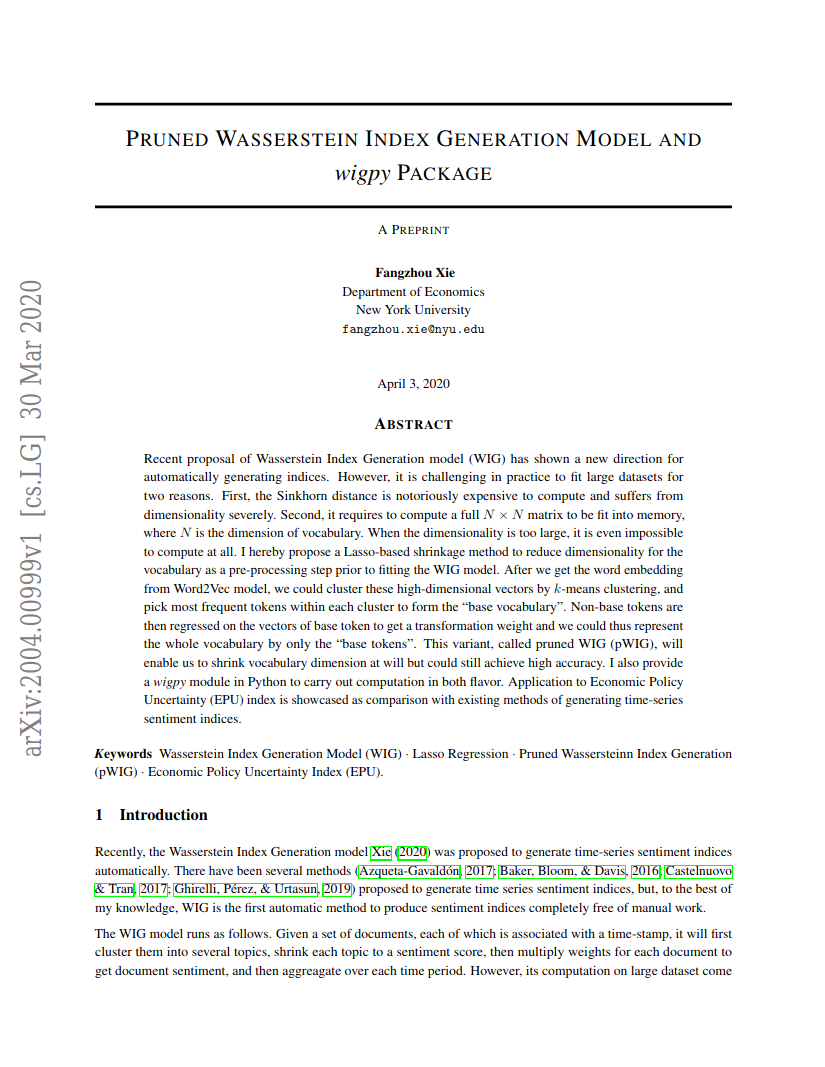 PRUNED WASSERSTEIN INDEX GENERATION MODEL AND
wigpy PACKAGE
A PREPRINT
Fangzhou Xie
Department of Economics
New York University
fangzhou.xie@nyu.edu
April 3, 2020
ABSTRACT
Recent proposal of Wasserstein Index Generation model (WIG) has shown a new direction for
automatically generating indices. However, it is challenging in practice to fit large datasets for
two reasons. First, the Sinkhorn distance is notoriously expensive to compute and suffers from
dimensionality severely. Second, it requires to compute a full N × N matrix to be fit into memory,
where N is the dimension of vocabulary. When the dimensionality is too large, it is even impossible
to compute at all. I hereby propose a Lasso-based shrinkage method to reduce dimensionality for the
vocabulary as a pre-processing step prior to fitting the WIG model. After we get the word embedding
from Word2Vec model, we could cluster these high-dimensional vectors by k-means clustering, and
pick most frequent tokens within each cluster to form the “base vocabulary”. Non-base tokens are
then regressed on the vectors of base token to get a transformation weight and we could thus represent
the whole vocabulary by only the “base tokens”. This variant, called pruned WIG (pWIG), will
enable us to shrink vocabulary dimension at will but could still achieve high accuracy. I also provide
a wigpy module in Python to carry out computation in both flavor. Application to Economic Policy
Uncertainty (EPU) index is showcased as comparison with existing methods of generating time-series
sentiment indices.
Keywords Wasserstein Index Generation Model (WIG) · Lasso Regression · Pruned Wassersteinn Index Generation
(pWIG) · Economic Policy Uncertainty Index (EPU).
1 Introduction
Recently, the Wasserstein Index Generation model Xie (2020) was proposed to generate time-series sentiment indices
automatically. There have been several methods (Azqueta-Gavaldón, 2017; Baker, Bloom, & Davis, 2016; Castelnuovo
& Tran, 2017; Ghirelli, Pérez, & Urtasun, 2019) proposed to generate time series sentiment indices, but, to the best of
my knowledge, WIG is the first automatic method to produce sentiment indices completely free of manual work.
The WIG model runs as follows. Given a set of documents, each of which is associated with a time-stamp, it will first
cluster them into several topics, shrink each topic to a sentiment score, then multiply weights for each document to
get document sentiment, and then aggreagate over each time period. However, its computation on large dataset come
arXiv:2004.00999v1 [cs.LG] 30 Mar 2020